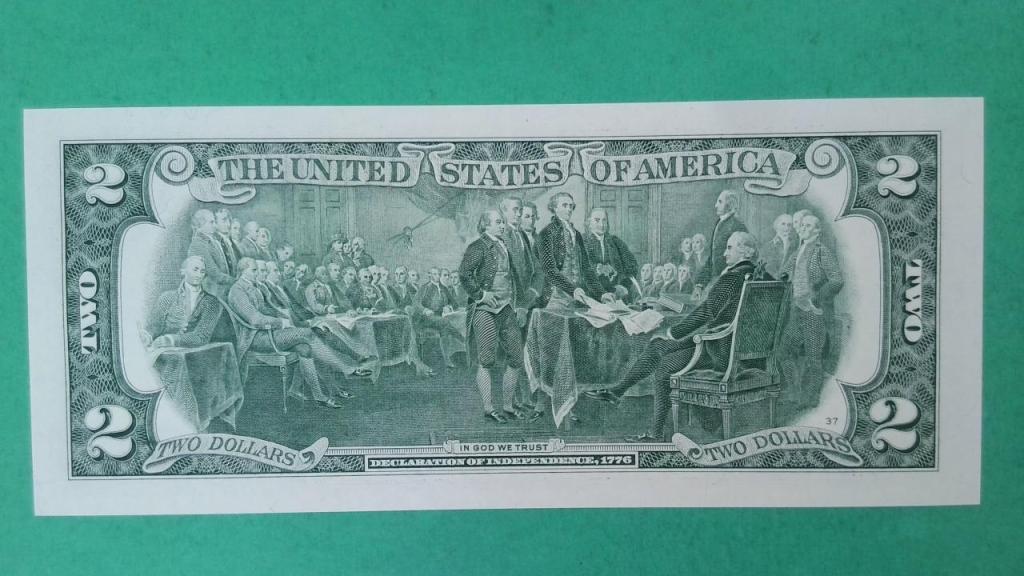 THE UNITED STATES OF AMERICA
2 2
TWO TWO
2 2
37
TWO DOLLARS TWO DOLLARS
IN GOD WE TRUST
DECLARATION OF INDEPENDENCE, 1776